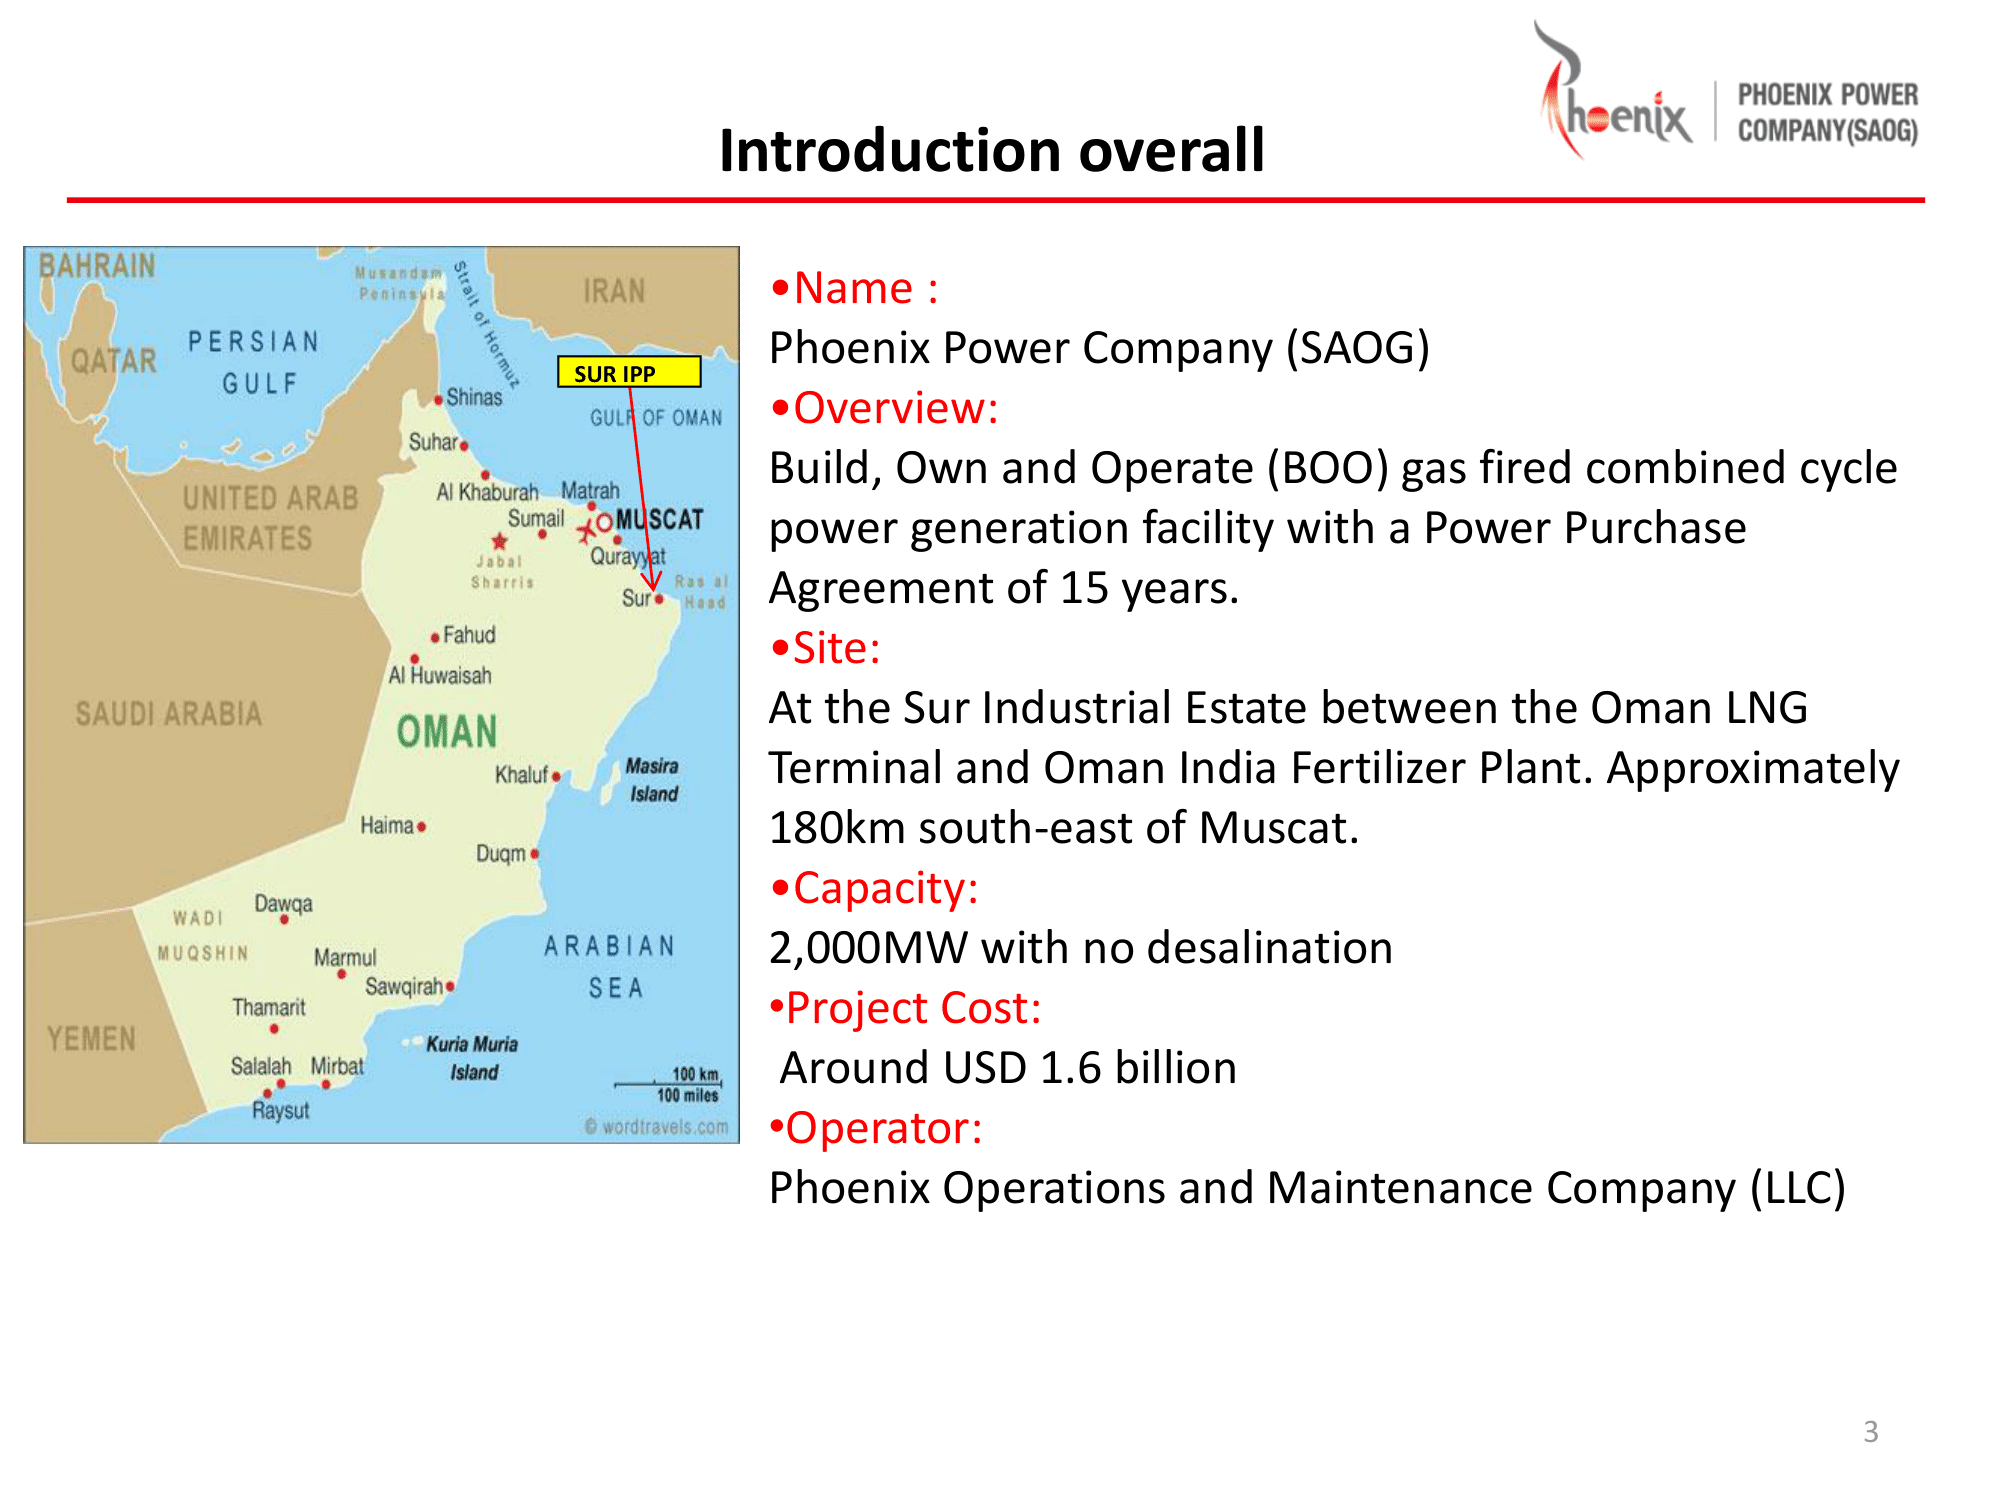 Phoenix
PHOENIX POWER
COMPANY(SAOG)
Introduction overall
BAHRAIN
Musandam
Peninsula
Strait of Hormuz
IRAN
PERSIAN
GULF
QATAR
SUR IPP
Shinas
GULF OF OMAN
Suhar
UNITED ARAB
EMIRATES
Al Khaburah
Matrah
Sumail
MUSCAT
Jabal
Sharris
Qurayyat
Ras al
Haad
Sur
Fahud
Al Huwaisah
SAUDI ARABIA
OMAN
Khaluf
Masira
Island
Haima
Duqm
Dawqa
WADI
MUQSHIN
Marmul
ARABIAN
SEA
Sawqirah
Thamarit
YEMEN
Kuria Muria
Island
Salalah
Mirbat
Raysut
100 km
100 miles
© wordtravels.com
•Name :
Phoenix Power Company (SAOG)
•Overview:
Build, Own and Operate (BOO) gas fired combined cycle
power generation facility with a Power Purchase
Agreement of 15 years.
•Site:
At the Sur Industrial Estate between the Oman LNG
Terminal and Oman India Fertilizer Plant. Approximately
180km south-east of Muscat.
•Capacity:
2,000MW with no desalination
•Project Cost:
Around USD 1.6 billion
•Operator:
Phoenix Operations and Maintenance Company (LLC)
3